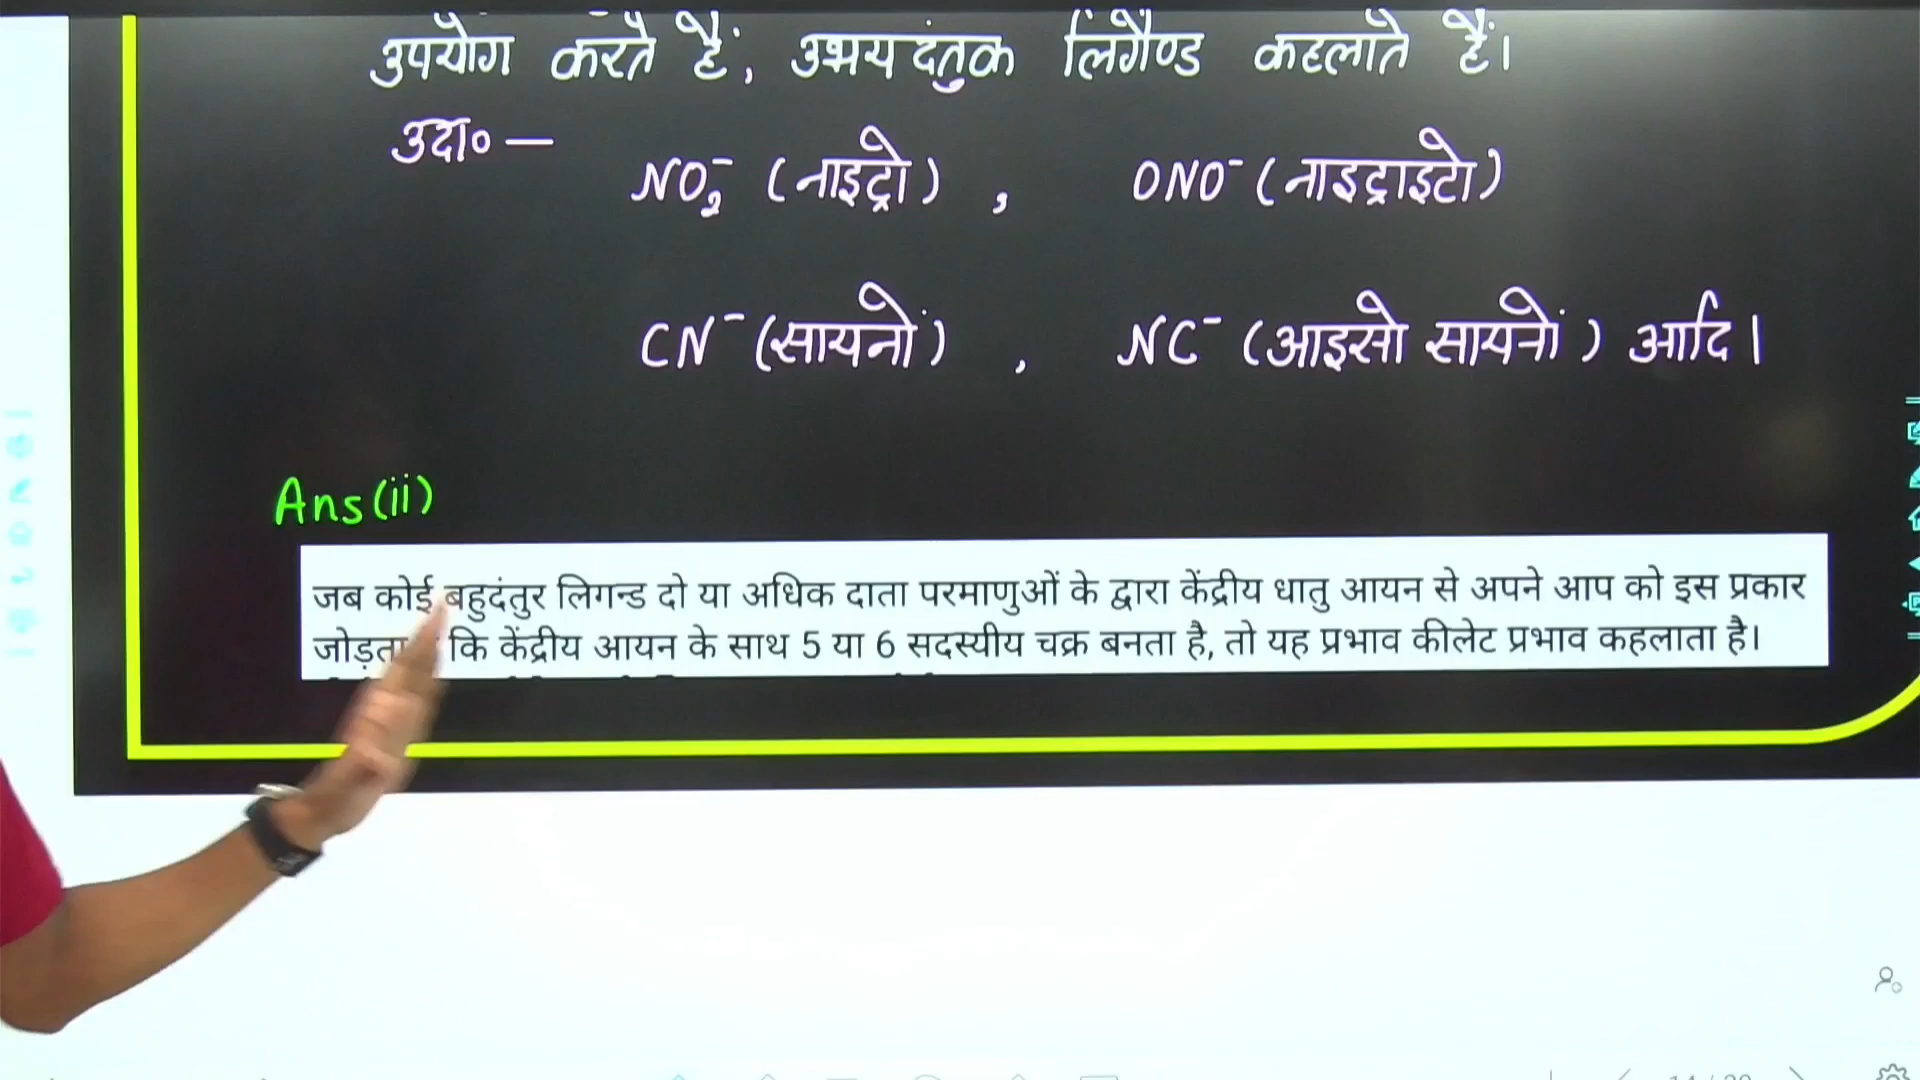 उपयोग करते हैं, उभयदंतुक लिगैण्ड कहलाते हैं।
उदा० —
NO₂⁻ (नाइट्रो) , ONO⁻ (नाइट्राइटो)
CN⁻ (सायनों) , NC⁻ (आइसो सायनों) आदि।
Ans(ii)
जब कोई बहुदंतुर लिगन्ड दो या अधिक दाता परमाणुओं के द्वारा केंद्रीय धातु आयन से अपने आप को इस प्रकार
जोड़ता कि केंद्रीय आयन के साथ 5 या 6 सदस्यीय चक्र बनता है, तो यह प्रभाव कीलेट प्रभाव कहलाता है।